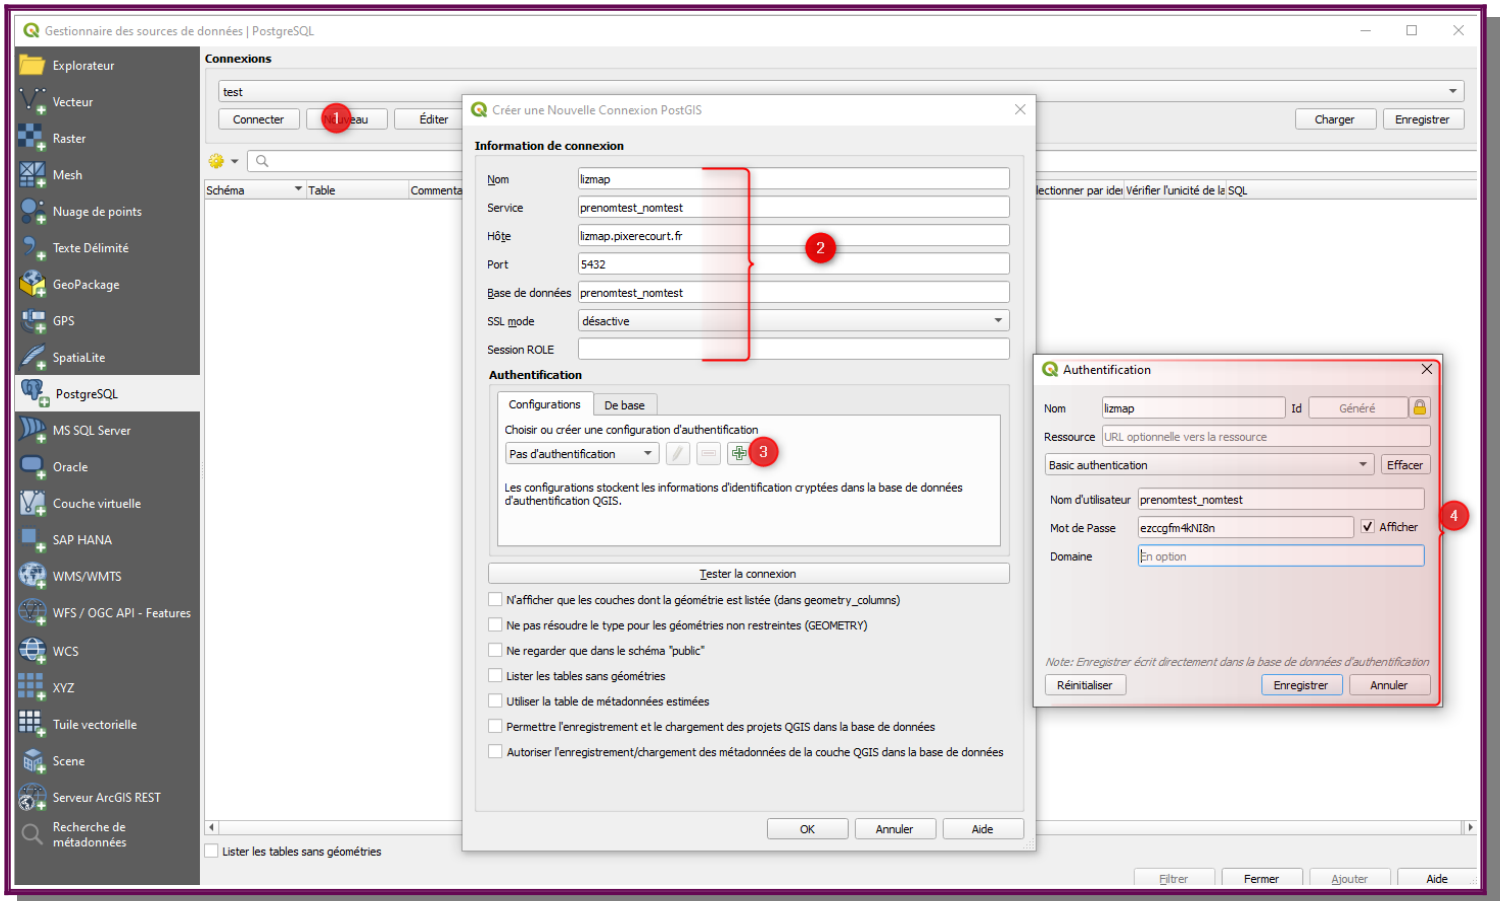 Gestionnaire des sources de données | PostgreSQL
Explorateur
Vecteur
Raster
Mesh
Nuage de points
Texte Délimité
GeoPackage
GPS
SpatiaLite
PostgreSQL
MS SQL Server
Oracle
Couche virtuelle
SAP HANA
WMS/WMTS
WFS / OGC API - Features
WCS
XYZ
Tuile vectorielle
Scene
Serveur ArcGIS REST
Recherche de
métadonnées
Connexions
test
Connecter Nouveau Éditer Charger Enregistrer
1
Schéma Table Commenta lectionner par ider Vérifier l'unicité de la SQL
Créer une Nouvelle Connexion PostGIS
Information de connexion
Nom lizmap
Service prenomtest_nomtest
Hôte lizmap.pixerecourt.fr
2
Port 5432
Base de données prenomtest_nomtest
SSL mode désactive
Session ROLE
Authentification
Configurations De base
Choisir ou créer une configuration d'authentification
Pas d'authentification 3
Les configurations stockent les informations d'identification cryptées dans la base de données
d'authentification QGIS.
Tester la connexion
N'afficher que les couches dont la géométrie est listée (dans geometry_columns)
Ne pas résoudre le type pour les géométries non restreintes (GEOMETRY)
Ne regarder que dans le schéma "public"
Lister les tables sans géométries
Utiliser la table de métadonnées estimées
Permettre l'enregistrement et le chargement des projets QGIS dans la base de données
Autoriser l'enregistrement/chargement des métadonnées de la couche QGIS dans la base de données
OK Annuler Aide
Authentification
Nom lizmap Id Généré
Ressource URL optionnelle vers la ressource
Basic authentication Effacer
Nom d'utilisateur prenomtest_nomtest
4
Mot de Passe ezccgfm4kNI8n Afficher
Domaine En option
Note: Enregistrer écrit directement dans la base de données d'authentification
Réinitialiser Enregistrer Annuler
Lister les tables sans géométries
Filtrer Fermer Ajouter Aide